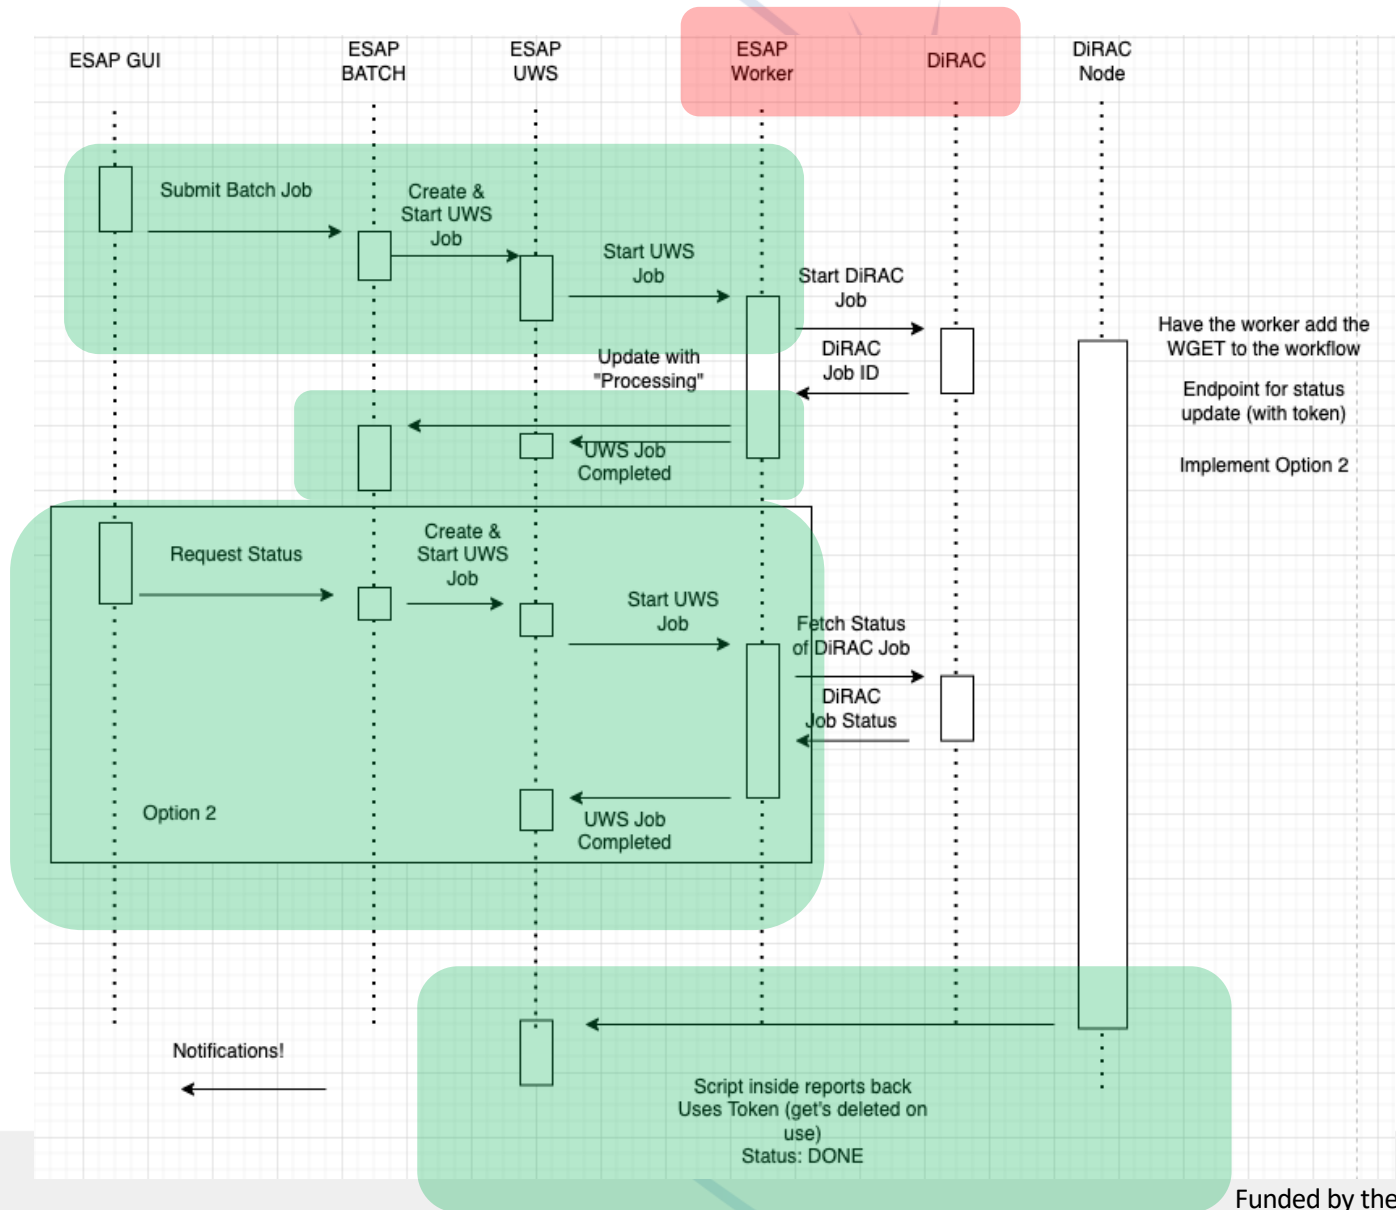 ESAP GUI
ESAP
BATCH
ESAP
UWS
ESAP
Worker
DiRAC
DiRAC
Node
Submit Batch Job
Create &
Start UWS
Job
Start UWS
Job
Start DiRAC
Job
Have the worker add the
WGET to the workflow
Update with
"Processing"
DiRAC
Job ID
Endpoint for status
update (with token)
UWS Job
Completed
Implement Option 2
Request Status
Create &
Start UWS
Job
Start UWS
Job
Fetch Status
of DiRAC Job
DiRAC
Job Status
Option 2
UWS Job
Completed
Notifications!
Script inside reports back
Uses Token (get's deleted on
use)
Status: DONE
Funded by the